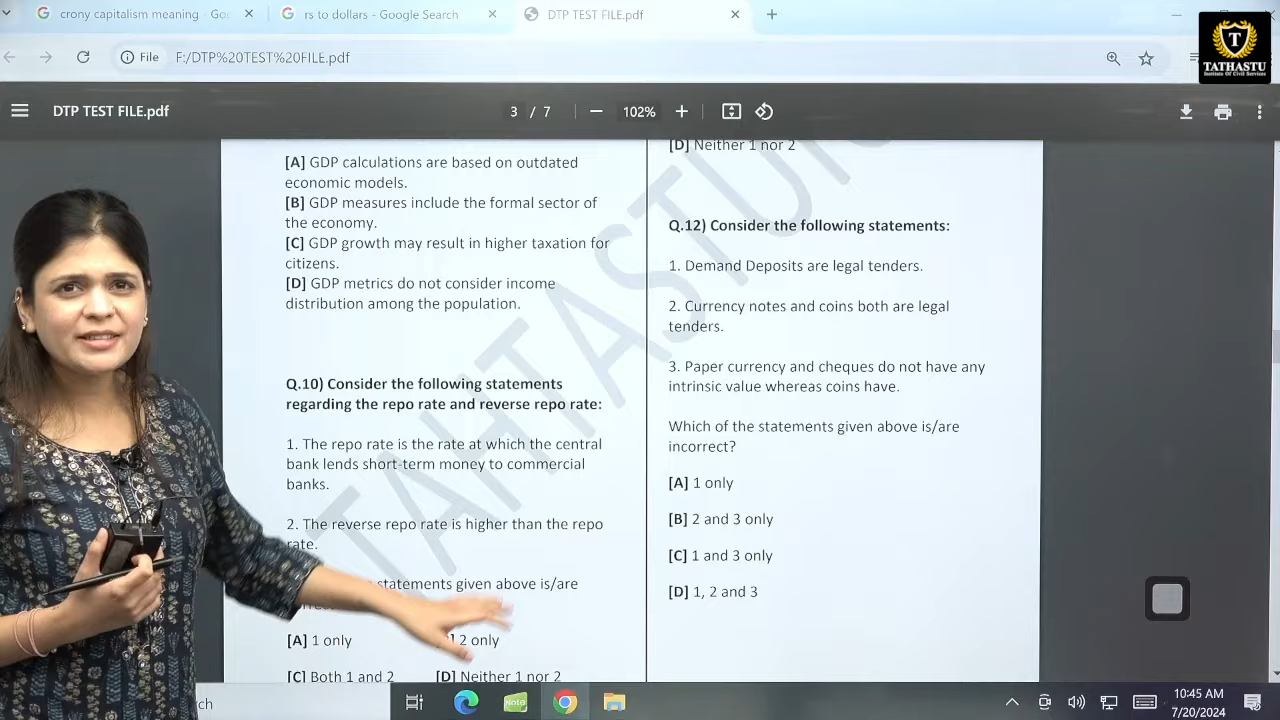 crony capitalism meaning - Goo
rs to dollars - Google Search
DTP TEST FILE.pdf
File
F:/DTP%20TEST%20FILE.pdf
T
TATHASTU
Institute Of Civil Services
DTP TEST FILE.pdf
3 / 7
102%
[A] GDP calculations are based on outdated
economic models.
[B] GDP measures include the formal sector of
the economy.
[C] GDP growth may result in higher taxation for
citizens.
[D] GDP metrics do not consider income
distribution among the population.
Q.10) Consider the following statements
regarding the repo rate and reverse repo rate:
1. The repo rate is the rate at which the central
bank lends short-term money to commercial
banks.
2. The reverse repo rate is higher than the repo
rate.
statements given above is/are
[A] 1 only
2 only
[C] Both 1 and 2
[D] Neither 1 nor 2
[D] Neither 1 nor 2
Q.12) Consider the following statements:
1. Demand Deposits are legal tenders.
2. Currency notes and coins both are legal
tenders.
3. Paper currency and cheques do not have any
intrinsic value whereas coins have.
Which of the statements given above is/are
incorrect?
[A] 1 only
[B] 2 and 3 only
[C] 1 and 3 only
[D] 1, 2 and 3
TAHTASTU
rch
Nota
10:45 AM
7/20/2024